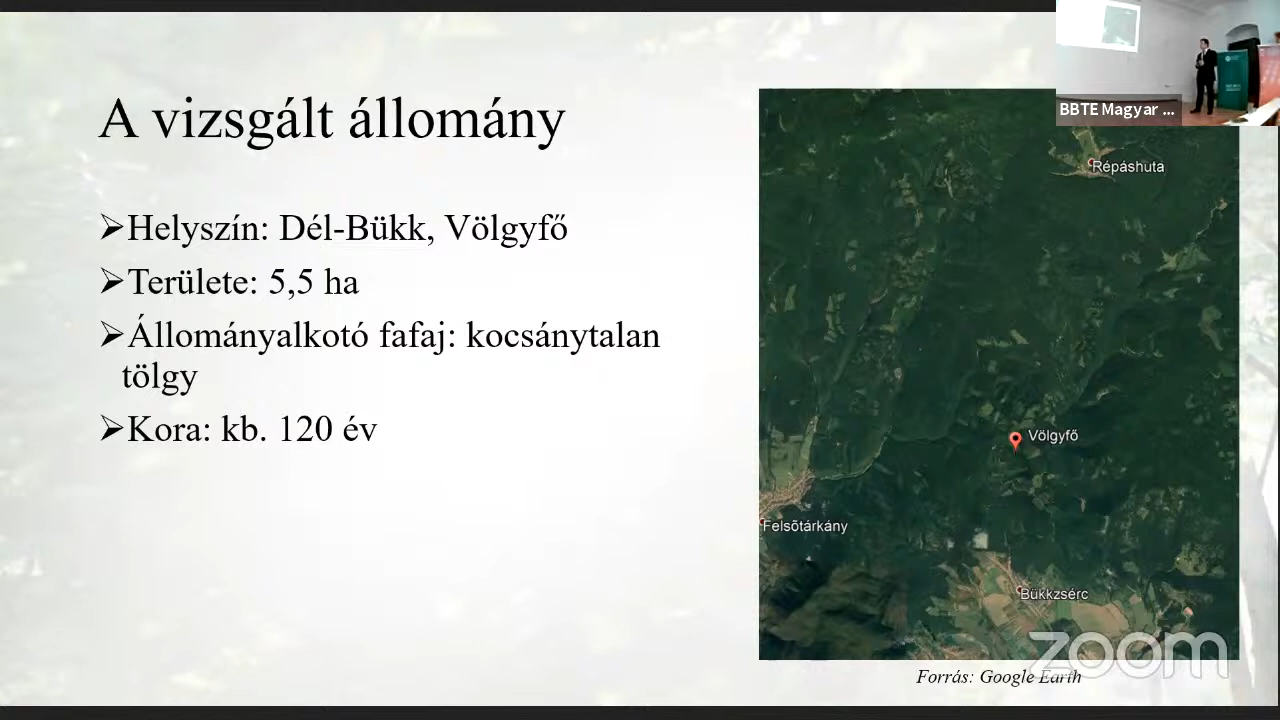 A vizsgált állomány
➢Helyszín: Dél-Bükk, Völgyfő
➢Területe: 5,5 ha
➢Állományalkotó fafaj: kocsánytalan
tölgy
➢Kora: kb. 120 év
BBTE Magyar ...
Répáshuta
Völgyfő
Felsõtárkány
Bükkzsérc
zoom
Forrás: Google Earth